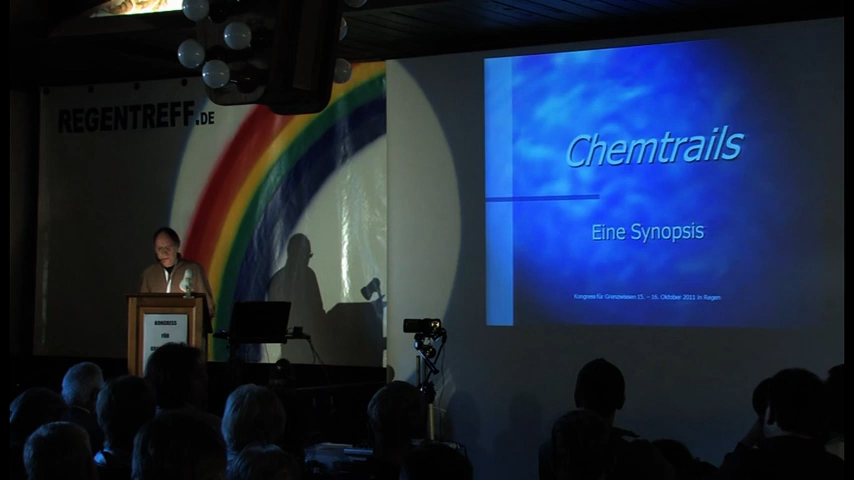 REGENTREFF.DE
KONGRESS
FÜR
Chemtrails
Eine Synopsis
Kongress für Grenzwissen 15. – 16. Oktober 2011 in Regen